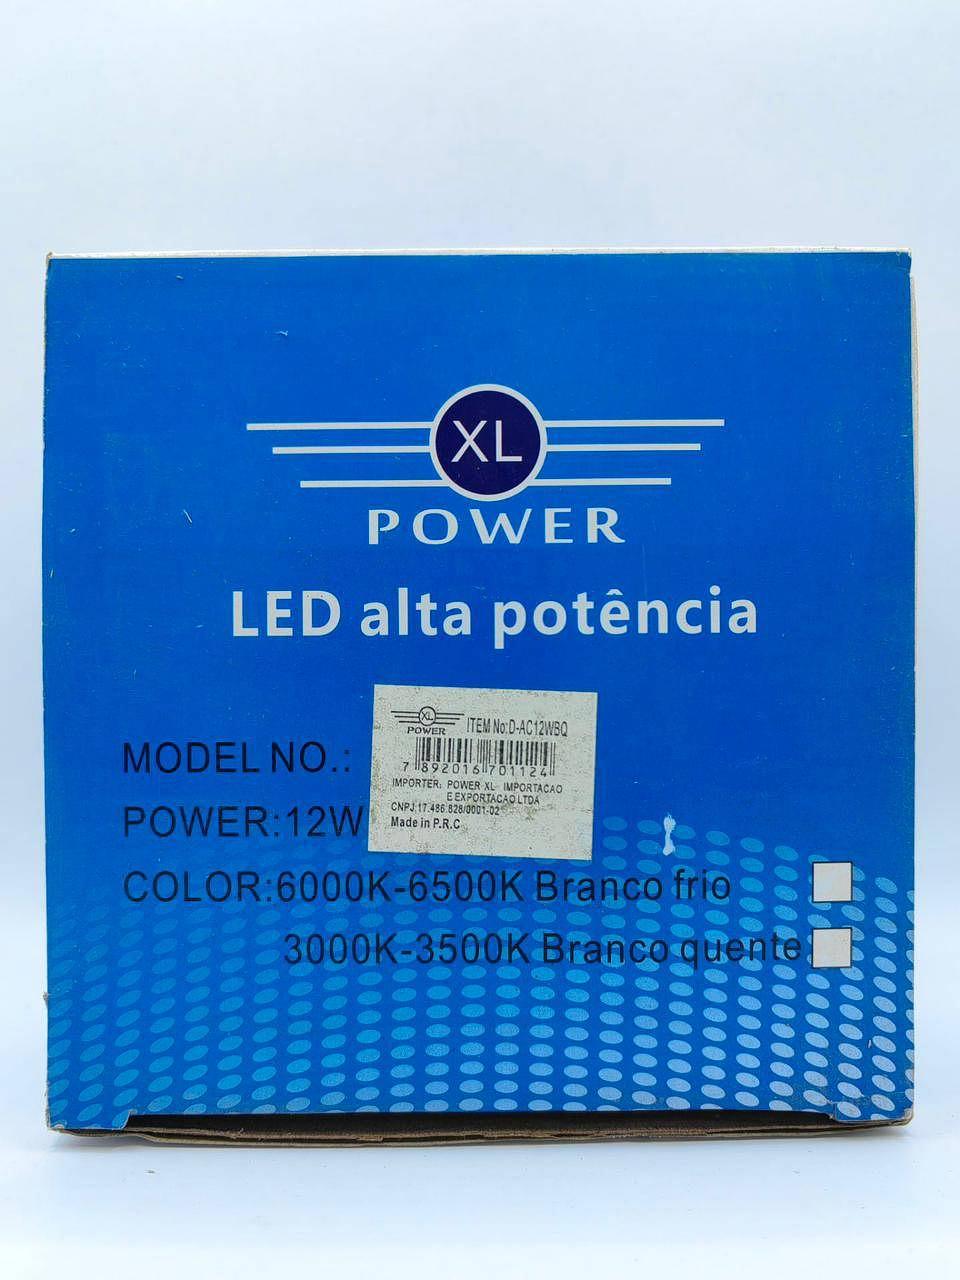 XL
POWER
LED alta potência
XL
POWER
ITEM No:D-AC12WBQ
7 892016 701124
IMPORTER: POWER XL IMPORTACAO
E EXPORTACAO LTDA
CNPJ:17.486.828/0001-02
Made in P.R.C
MODEL NO.:
POWER:12W
COLOR:6000K-6500K Branco frio
3000K-3500K Branco quente